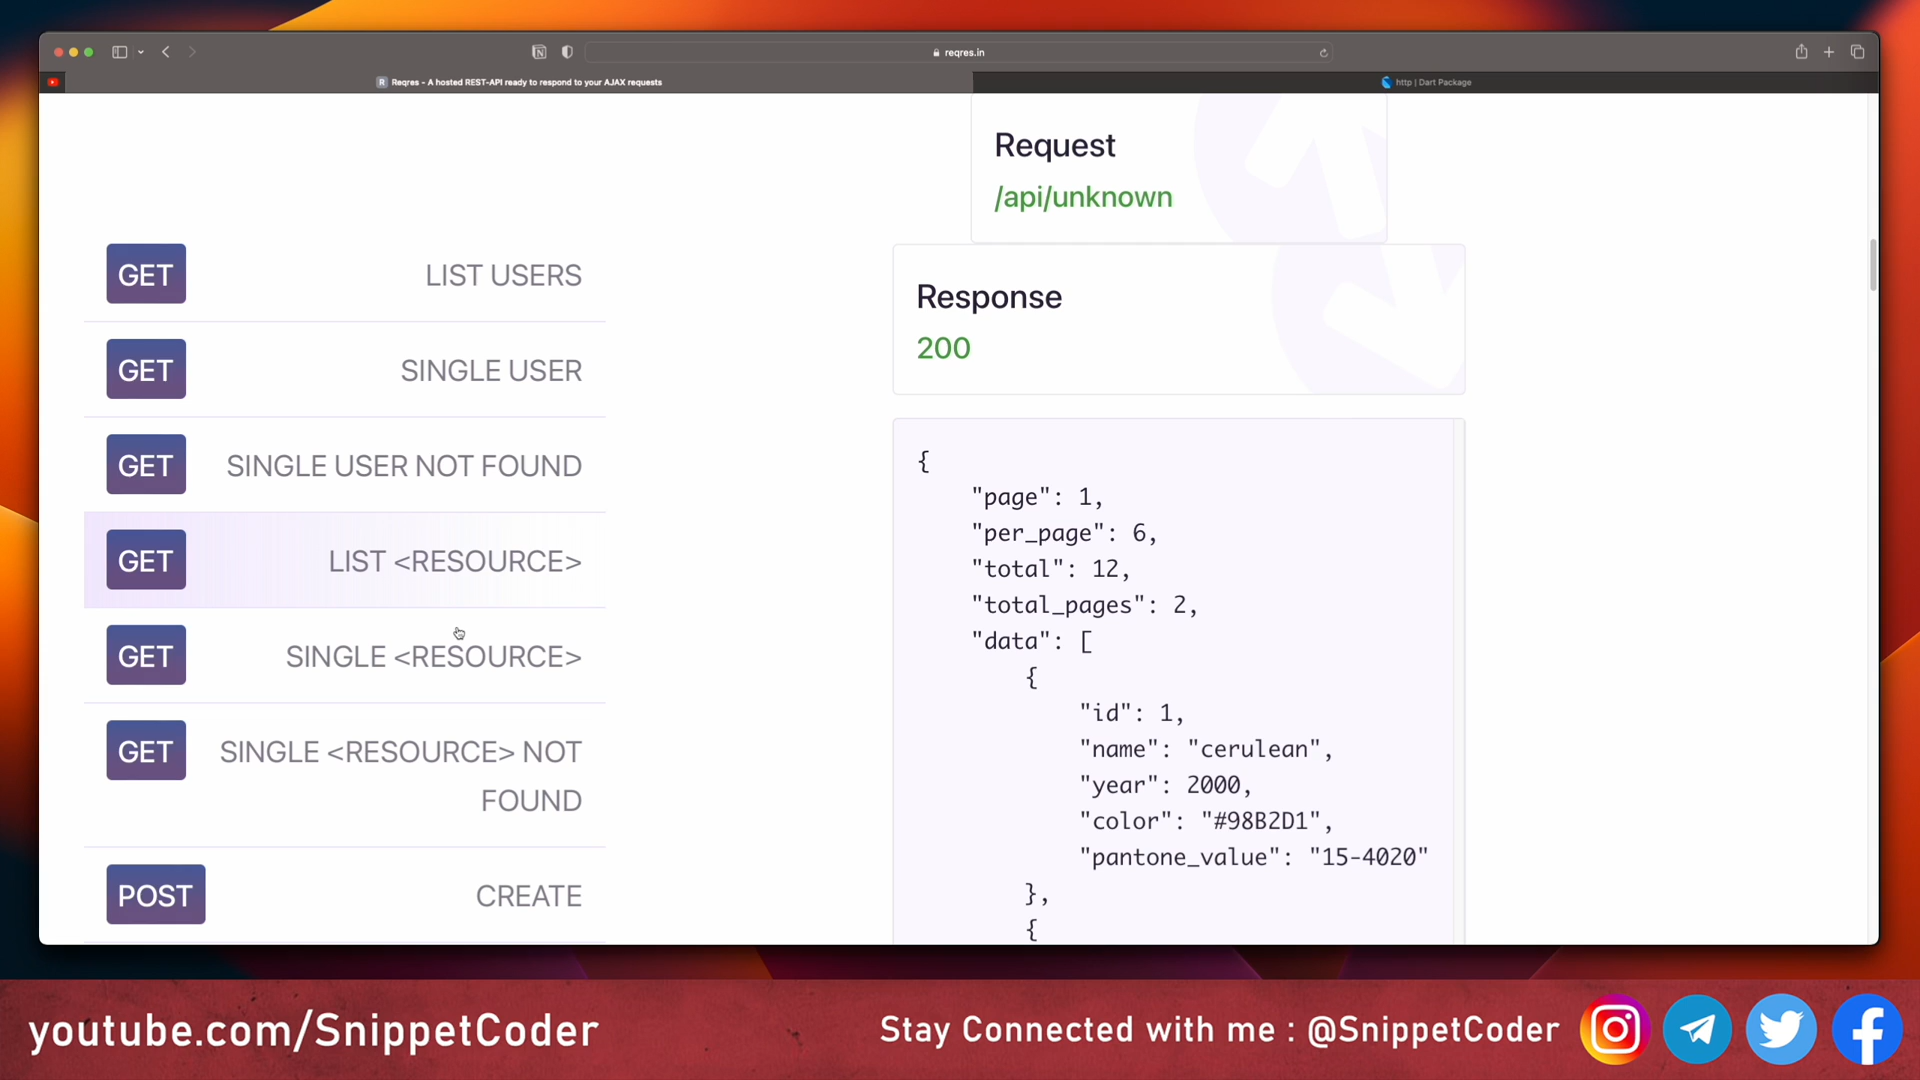 reqres.in
R Reqres - A hosted REST-API ready to respond to your AJAX requests
http | Dart Package
Request
/api/unknown
GET LIST USERS
GET SINGLE USER
GET SINGLE USER NOT FOUND
GET LIST <RESOURCE>
GET SINGLE <RESOURCE>
GET SINGLE <RESOURCE> NOT
FOUND
POST CREATE
Response
200
{
"page": 1,
"per_page": 6,
"total": 12,
"total_pages": 2,
"data": [
{
"id": 1,
"name": "cerulean",
"year": 2000,
"color": "#98B2D1",
"pantone_value": "15-4020"
},
{
youtube.com/SnippetCoder
Stay Connected with me : @SnippetCoder